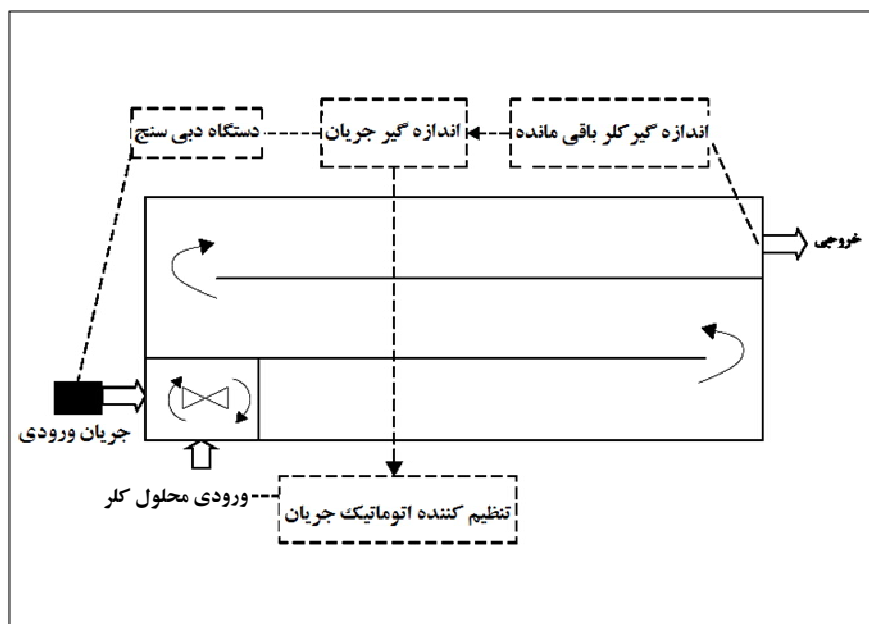 اندازه گیر کلر باقی مانده
اندازه گیر جریان
دستگاه دبی سنج
خروجی
جریان ورودی
ورودی محلول کلر
تنظیم کننده اتوماتیک جریان